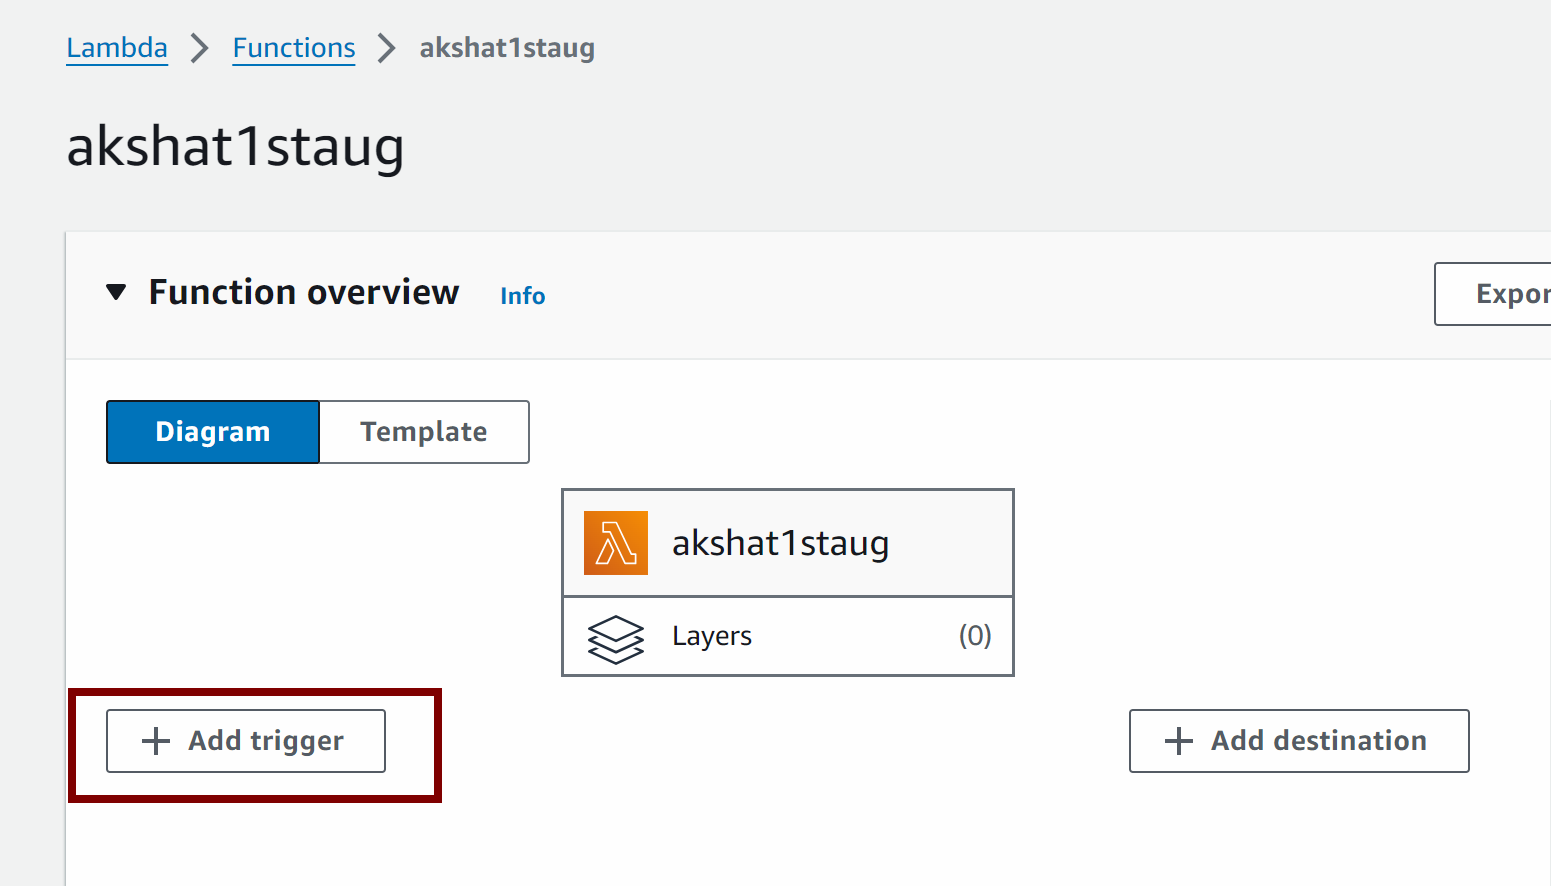 Lambda > Functions > akshat1staug
akshat1staug
Function overview Info
Expor
Diagram Template
akshat1staug
Layers (0)
+ Add trigger + Add destination